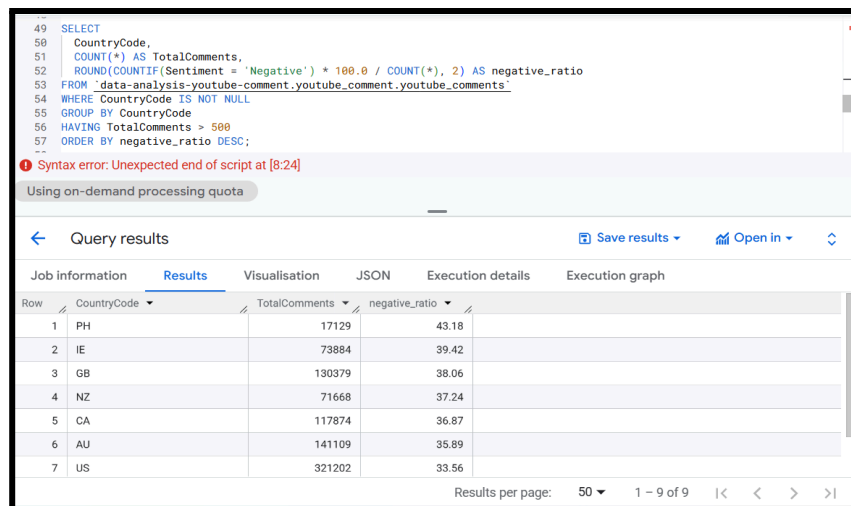 49 SELECT
50 CountryCode,
51 COUNT(*) AS TotalComments,
52 ROUND(COUNTIF(Sentiment = 'Negative') * 100.0 / COUNT(*), 2) AS negative_ratio
53 FROM `data-analysis-youtube-comment.youtube_comment.youtube_comments`
54 WHERE CountryCode IS NOT NULL
55 GROUP BY CountryCode
56 HAVING TotalComments > 500
57 ORDER BY negative_ratio DESC;
Syntax error: Unexpected end of script at [8:24]
Using on-demand processing quota
Query results Save results Open in
Job information Results Visualisation JSON Execution details Execution graph
Row CountryCode TotalComments negative_ratio
1 PH 17129 43.18
2 IE 73884 39.42
3 GB 130379 38.06
4 NZ 71668 37.24
5 CA 117874 36.87
6 AU 141109 35.89
7 US 321202 33.56
Results per page: 50 1 – 9 of 9